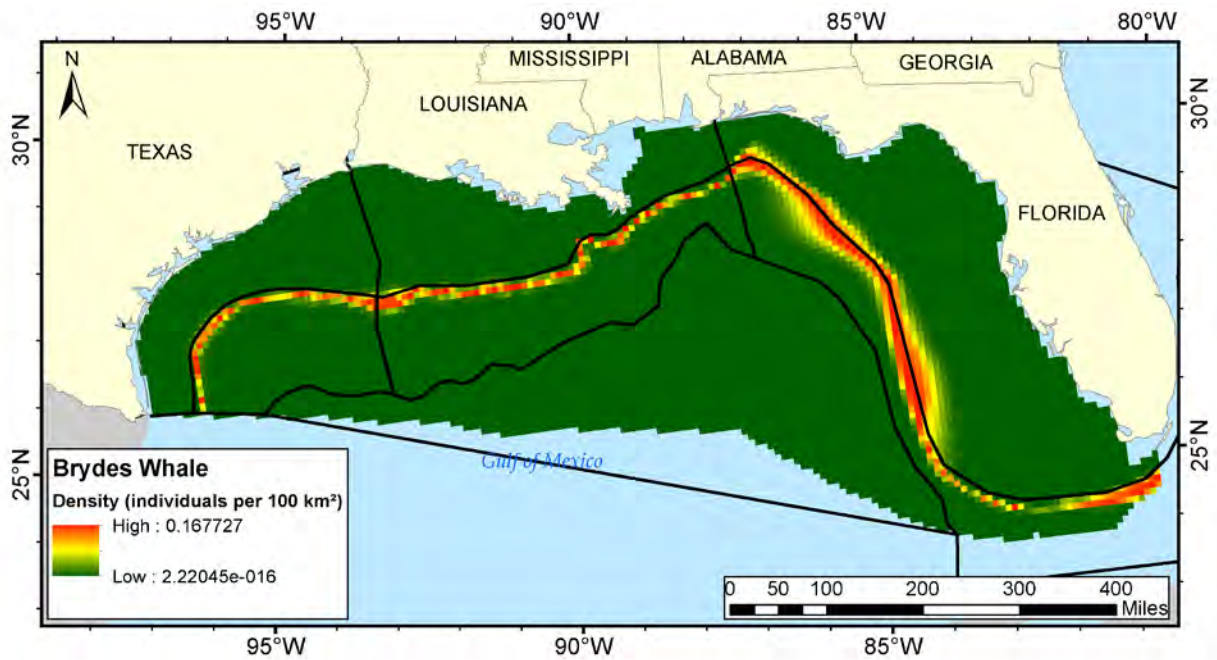 95°W 90°W 85°W 80°W
N
MISSISSIPPI ALABAMA GEORGIA
LOUISIANA
30°N 30°N
TEXAS
FLORIDA
25°N 25°N
Gulf of Mexico
Brydes Whale
Density (individuals per 100 km²)
High : 0.167727
Low : 2.22045e-016
0 50 100 200 300 400
Miles
95°W 90°W 85°W